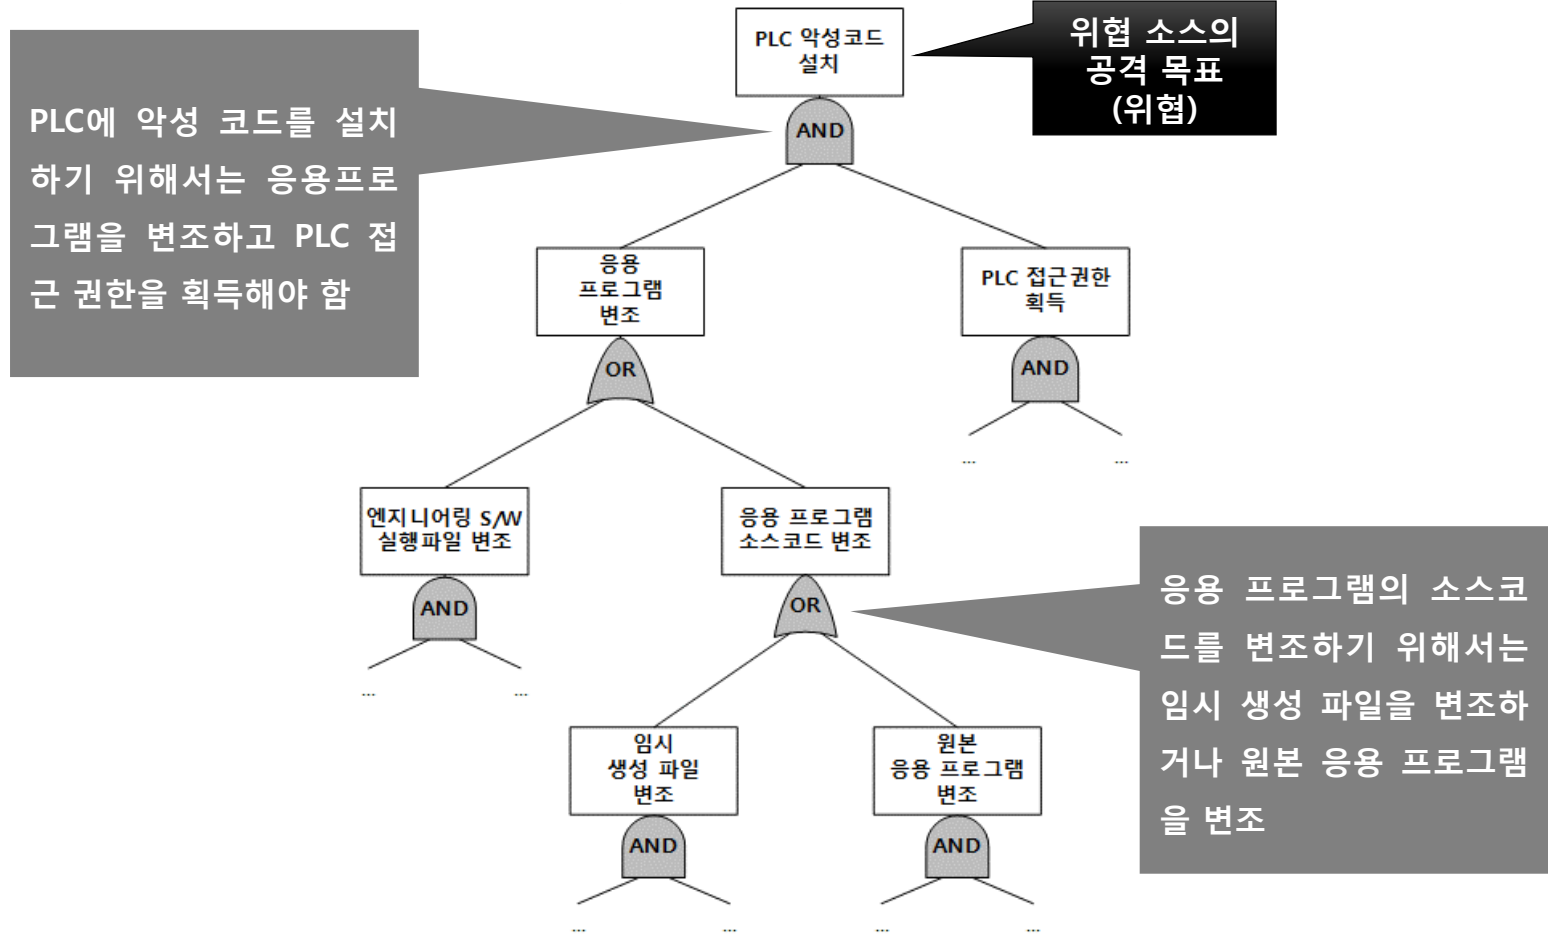 PLC 악성코드
설치
위협 소스의
공격 목표
(위협)
AND
PLC에 악성 코드를 설치
하기 위해서는 응용프로
그램을 변조하고 PLC 접
근 권한을 획득해야 함
응용
프로그램
변조
PLC 접근권한
획득
OR
AND
...
...
엔지니어링 S/W
실행파일 변조
응용 프로그램
소스코드 변조
AND
OR
...
...
응용 프로그램의 소스코
드를 변조하기 위해서는
임시 생성 파일을 변조하
거나 원본 응용 프로그램
을 변조
임시
생성 파일
변조
원본
응용 프로그램
변조
AND
AND
...
...
...
...